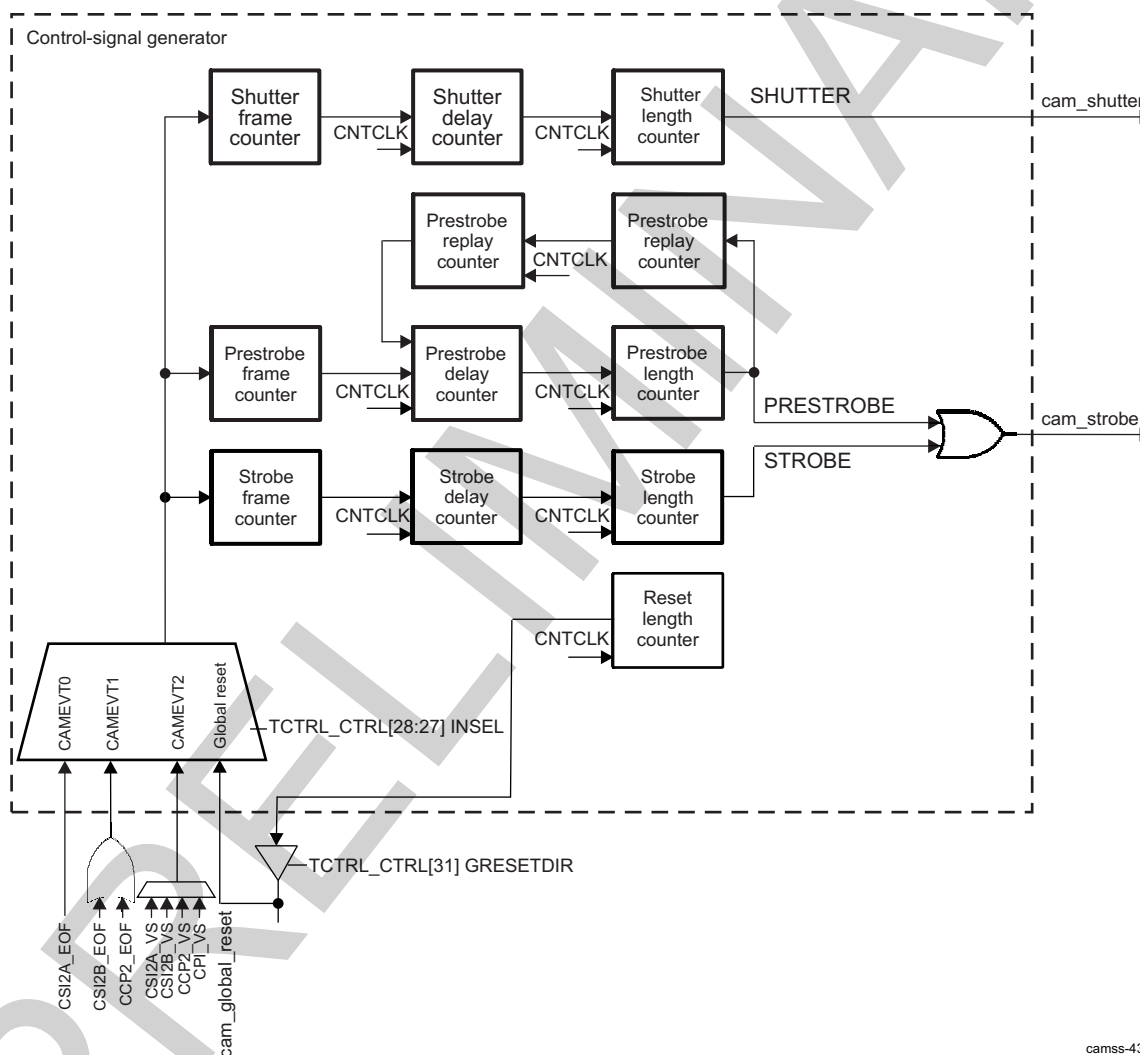 Control-signal generator
Shutter
frame
counter
CNTCLK
Shutter
delay
counter
CNTCLK
Shutter
length
counter
SHUTTER
cam_shutter
Prestrobe
replay
counter
CNTCLK
Prestrobe
replay
counter
Prestrobe
frame
counter
CNTCLK
Prestrobe
delay
counter
CNTCLK
Prestrobe
length
counter
PRESTROBE
cam_strobe
STROBE
Strobe
frame
counter
CNTCLK
Strobe
delay
counter
CNTCLK
Strobe
length
counter
CNTCLK
Reset
length
counter
CAMEVT0
CAMEVT1
CAMEVT2
Global reset
TCTRL_CTRL[28:27] INSEL
TCTRL_CTRL[31] GRESETDIR
CSI2A_EOF
CSI2B_EOF
CCP2_EOF
CSI2A_VS
CSI2B_VS
CCP2_VS
CPI_VS
cam_global_reset
camss-43